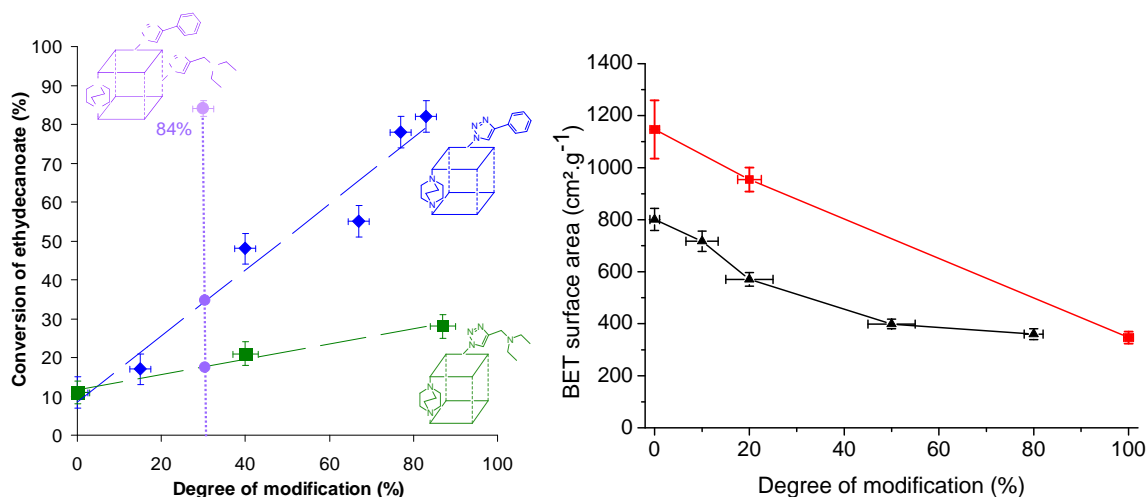 Conversion of ethydecanoate (%)
100
90
80
70
60
50
40
30
20
10
0
84%
N
N
N
N
N
N
N
N
N
N
N
0 20 40 60 80 100
Degree of modification (%)
BET surface area (cm².g⁻¹)
1400
1200
1000
800
600
400
200
0
0 20 40 60 80 100
Degree of modification (%)